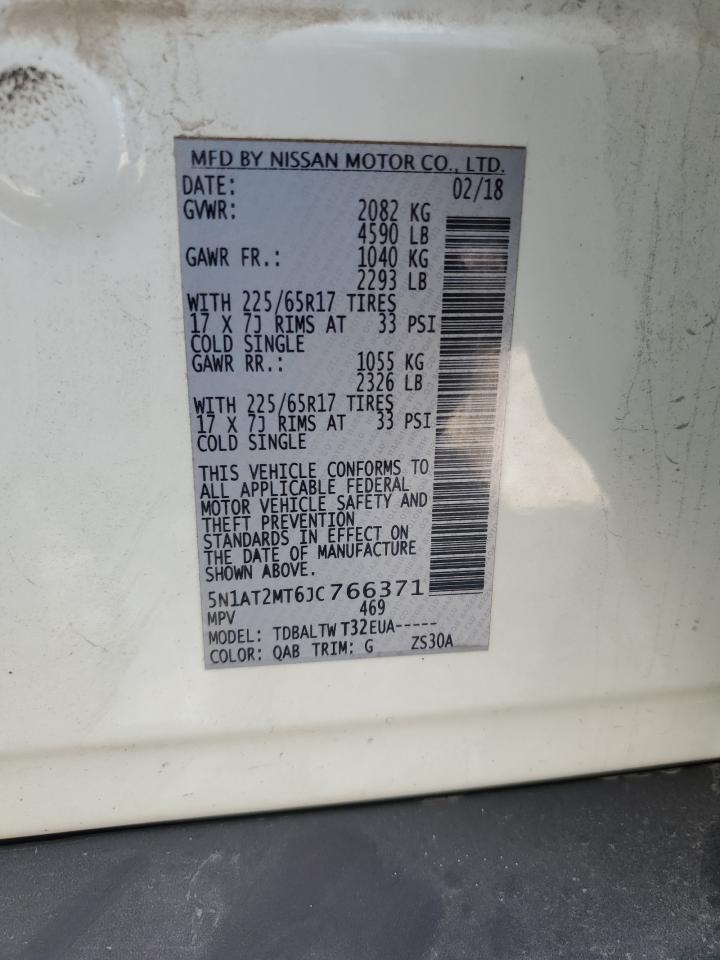 MFD BY NISSAN MOTOR CO., LTD.
DATE: 02/18
GVWR: 2082 KG
4590 LB
GAWR FR.: 1040 KG
2293 LB
WITH 225/65R17 TIRES
17 X 7J RIMS AT 33 PSI
COLD SINGLE
GAWR RR.: 1055 KG
2326 LB
WITH 225/65R17 TIRES
17 X 7J RIMS AT 33 PSI
COLD SINGLE
THIS VEHICLE CONFORMS TO
ALL APPLICABLE FEDERAL
MOTOR VEHICLE SAFETY AND
THEFT PREVENTION
STANDARDS IN EFFECT ON
THE DATE OF MANUFACTURE
SHOWN ABOVE.
5N1AT2MT6JC766371
MPV 469
MODEL: TDBALTW T32EUA-----
COLOR: QAB TRIM: G ZS30A